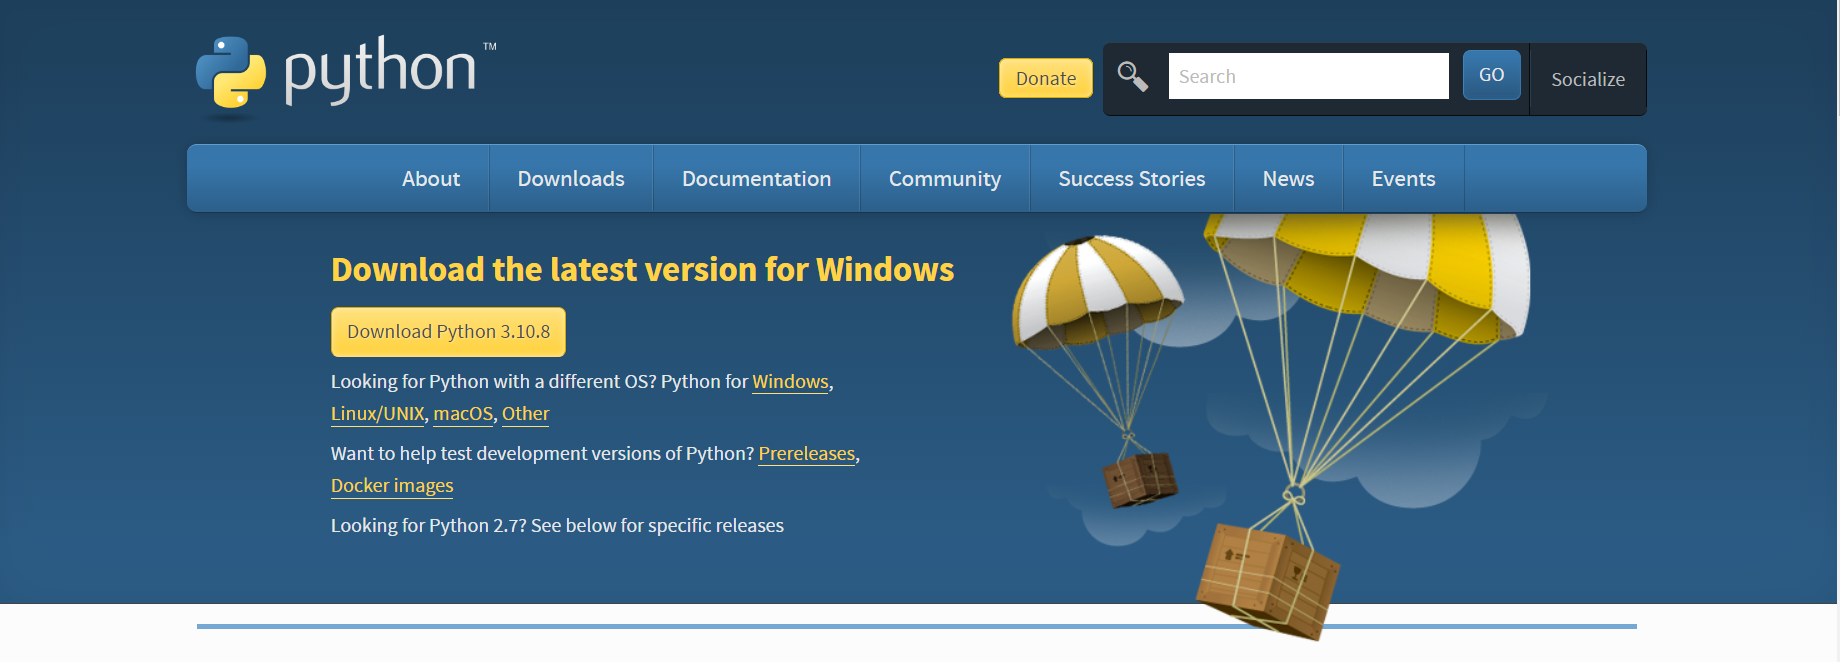 python™
Donate
Search
GO
Socialize
About
Downloads
Documentation
Community
Success Stories
News
Events
Download the latest version for Windows
Download Python 3.10.8
Looking for Python with a different OS? Python for Windows,
Linux/UNIX, macOS, Other
Want to help test development versions of Python? Prereleases,
Docker images
Looking for Python 2.7? See below for specific releases